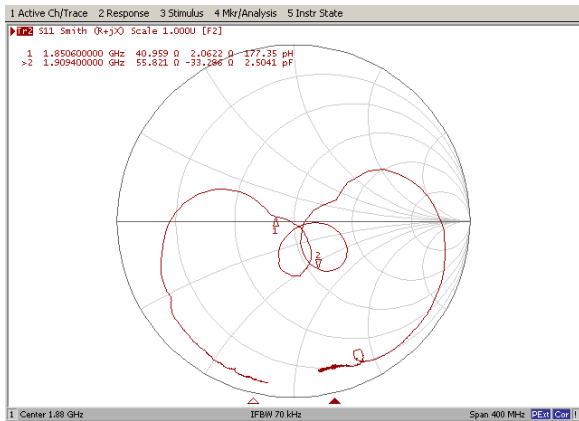 1 Active Ch/Trace 2 Response 3 Stimulus 4 Mkr/Analysis 5 Instr State
Tr2 S11 Smith (R+jX) Scale 1.000U [F2]
1 1.850600000 GHz 40.959 Ω 2.0622 Ω 177.35 pH
>2 1.909400000 GHz 55.821 Ω -33.286 Ω 2.5041 pF
1
2
1 Center 1.88 GHz IFBW 70 kHz Span 400 MHz PExt Cor !